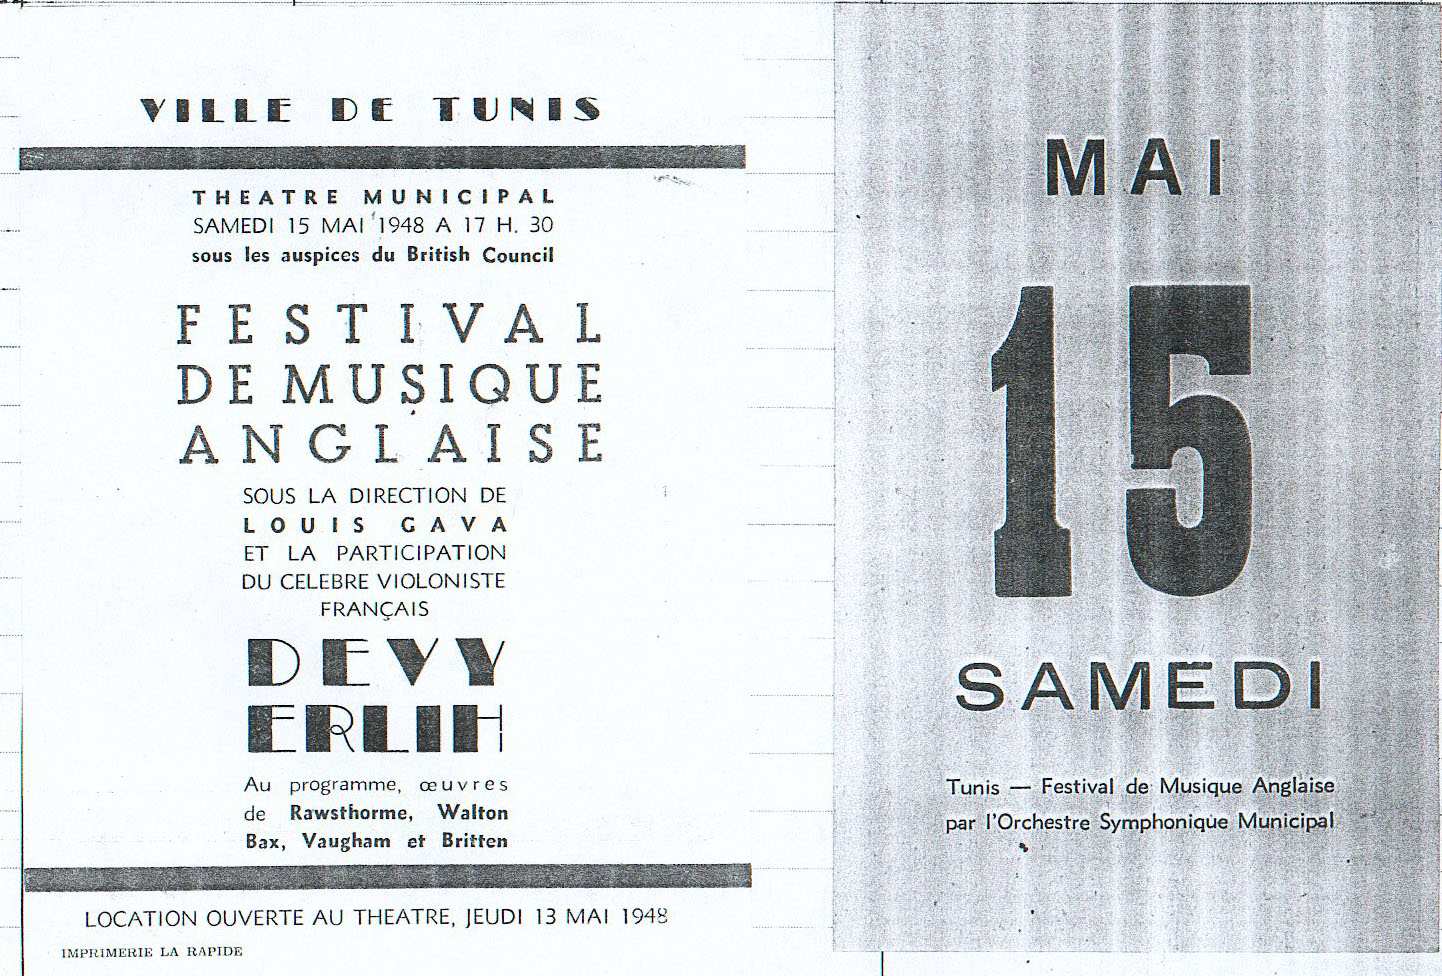 VILLE DE TUNIS
THEATRE MUNICIPAL
SAMEDI 15 MAI 1948 A 17 H. 30
sous les auspices du British Council
FESTIVAL
DE MUSIQUE
ANGLAISE
SOUS LA DIRECTION DE
LOUIS GAVA
ET LA PARTICIPATION
DU CELEBRE VIOLONISTE
FRANÇAIS
DEVY
ERLIH
Au programme, œuvres
de Rawsthorme, Walton
Bax, Vaugham et Britten
LOCATION OUVERTE AU THEATRE, JEUDI 13 MAI 1948
IMPRIMERIE LA RAPIDE
MAI
15
SAMEDI
Tunis — Festival de Musique Anglaise
par l'Orchestre Symphonique Municipal